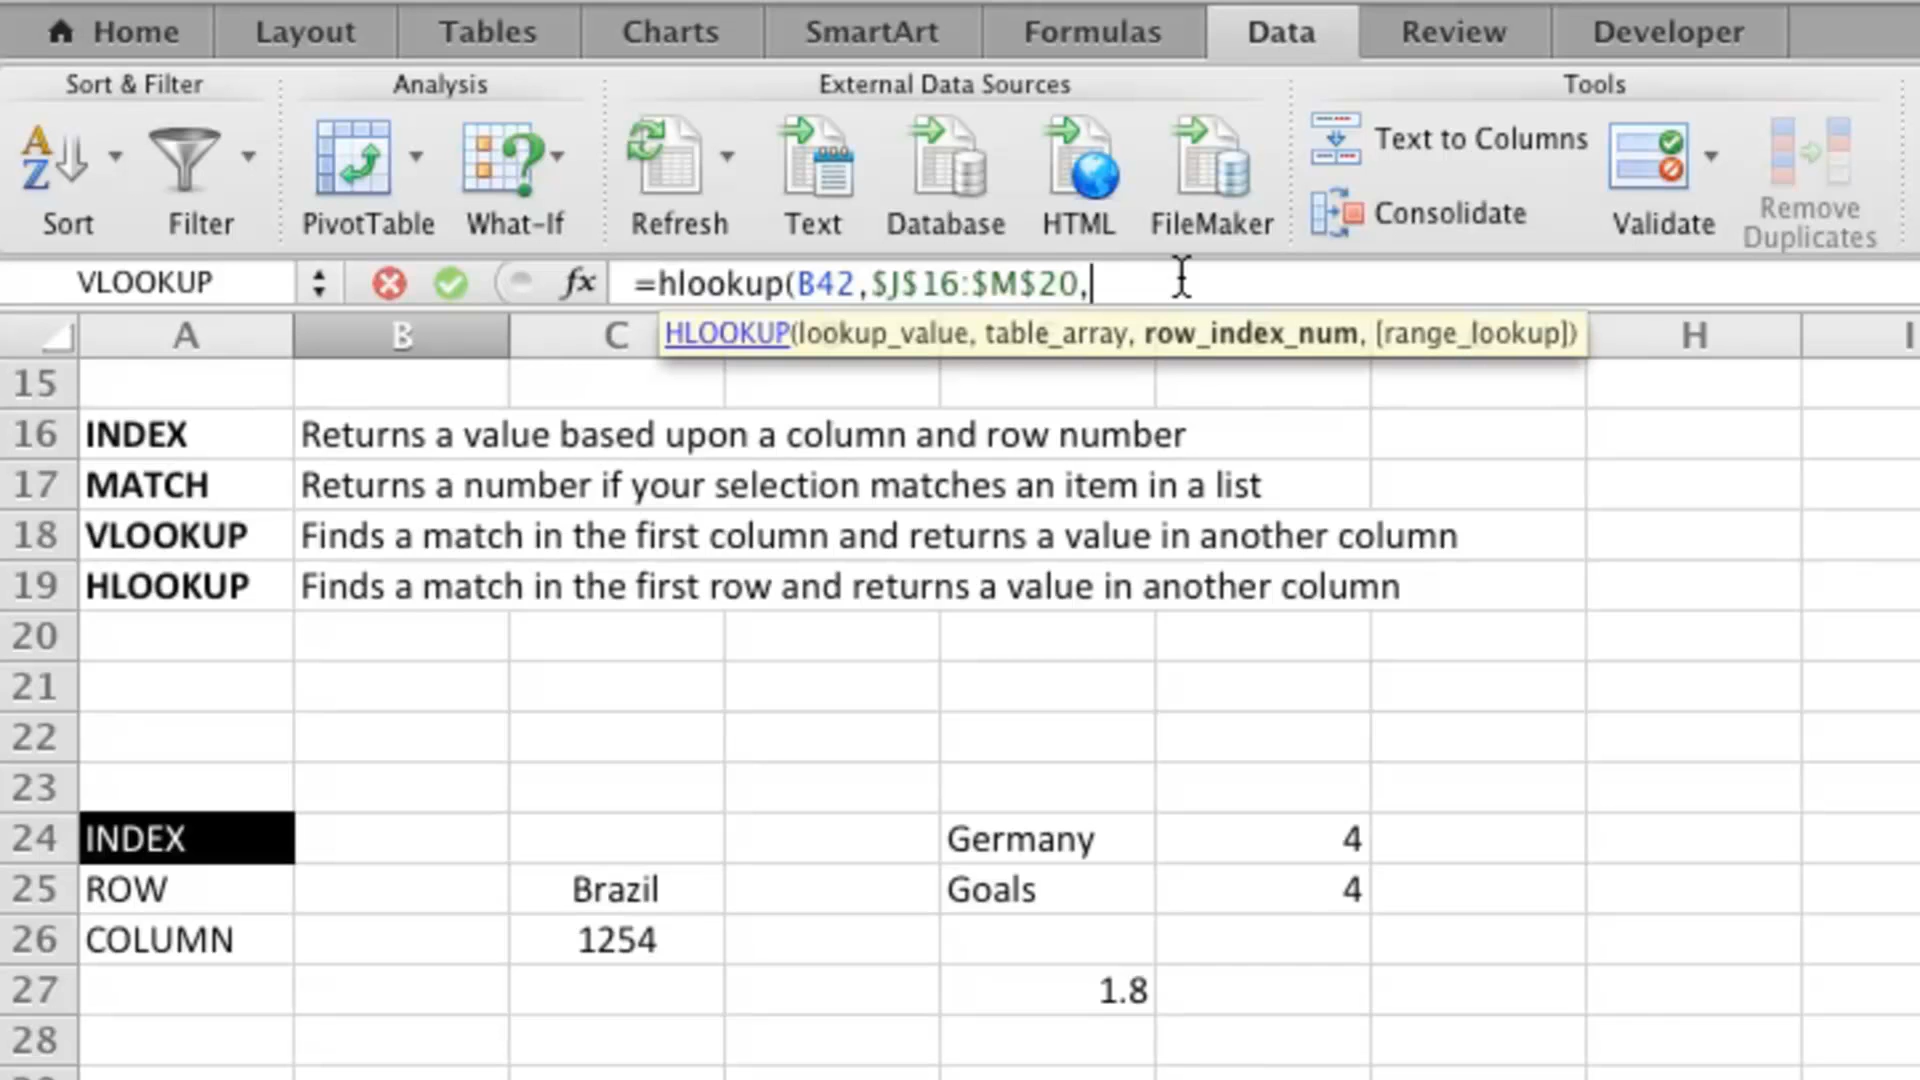 Home Layout Tables Charts SmartArt Formulas Data Review Developer
Sort & Filter Analysis External Data Sources Tools
A
Z
Sort Filter PivotTable What-If Refresh Text Database HTML FileMaker Text to Columns Consolidate Validate Remove Duplicates
VLOOKUP fx =hlookup(B42,$J$16:$M$20,
HLOOKUP(lookup_value, table_array, row_index_num, [range_lookup])
A B C H I
15
16 INDEX Returns a value based upon a column and row number
17 MATCH Returns a number if your selection matches an item in a list
18 VLOOKUP Finds a match in the first column and returns a value in another column
19 HLOOKUP Finds a match in the first row and returns a value in another column
20
21
22
23
24 INDEX Germany 4
25 ROW Brazil Goals 4
26 COLUMN 1254
27 1.8
28